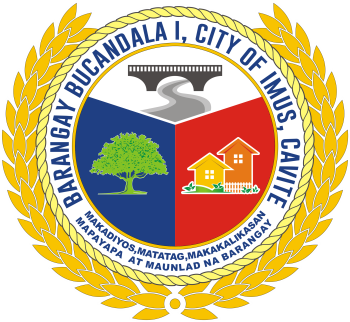 BARANGAY BUCANDALA I, CITY OF IMUS, CAVITE
MAKADIYOS,MATATAG,MAKAKALIKASAN
MAPAYAPA AT MAUNLAD NA BARANGAY